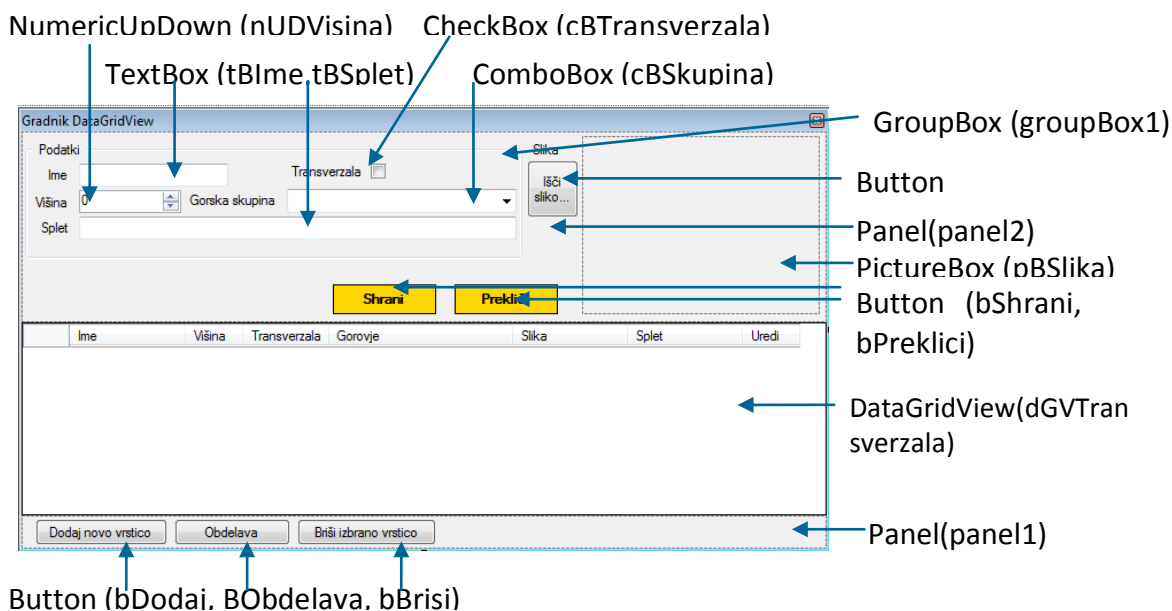 NumericUpDown (nUDVisina) CheckBox (cBTransverzala)
TextBox (tBIme,tBSplet) ComboBox (cBSkupina)
Gradnik DataGridView
GroupBox (groupBox1)
Podatki
Slika
Ime
Transverzala
Išči sliko...
Button
Višina 0 Gorska skupina
Splet
Panel(panel2)
PictureBox (pBSlika)
Shrani Prekliči
Button (bShrani,
bPreklici)
Ime Višina Transverzala Gorovje Slika Splet Uredi
DataGridView(dGVTran
sverzala)
Dodaj novo vrstico Obdelava Briši izbrano vrstico
Panel(panel1)
Button (bDodaj, BObdelava, bBrisi)